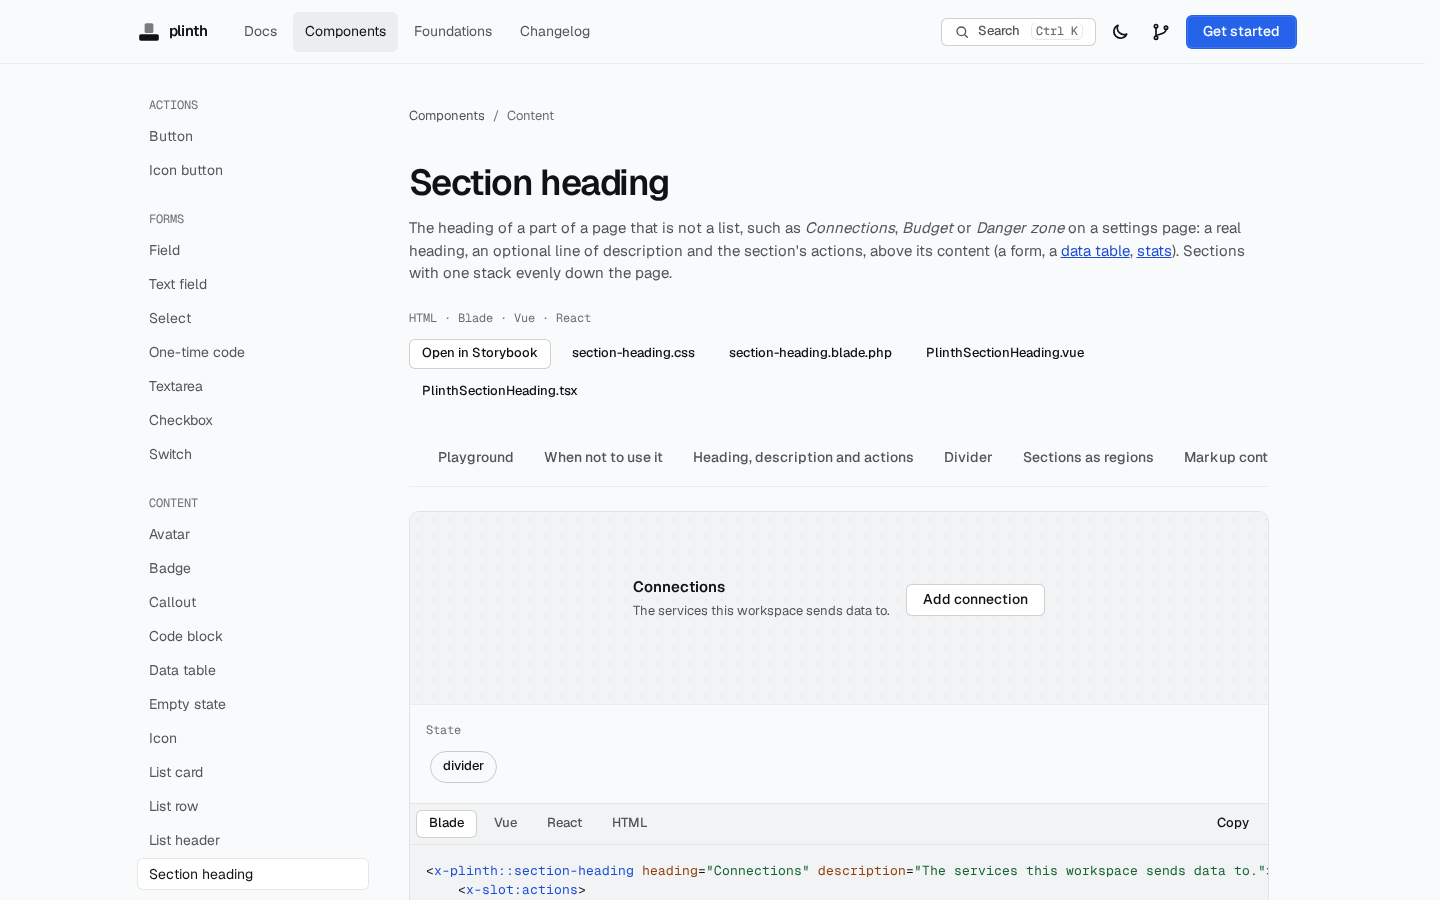 plinth
Docs
Components
Foundations
Changelog
Search
Ctrl K
Get started
ACTIONS
Button
Icon button
FORMS
Field
Text field
Select
One-time code
Textarea
Checkbox
Switch
CONTENT
Avatar
Badge
Callout
Code block
Data table
Empty state
Icon
List card
List row
List header
Section heading
Components / Content
Section heading
The heading of a part of a page that is not a list, such as Connections, Budget or Danger zone on a settings page: a real
heading, an optional line of description and the section's actions, above its content (a form, a data table, stats). Sections
with one stack evenly down the page.
HTML · Blade · Vue · React
Open in Storybook
section-heading.css
section-heading.blade.php
PlinthSectionHeading.vue
PlinthSectionHeading.tsx
Playground
When not to use it
Heading, description and actions
Divider
Sections as regions
Markup cont
Connections
The services this workspace sends data to.
Add connection
State
divider
Blade
Vue
React
HTML
Copy
<x-plinth::section-heading heading="Connections" description="The services this workspace sends data to.">
<x-slot:actions>